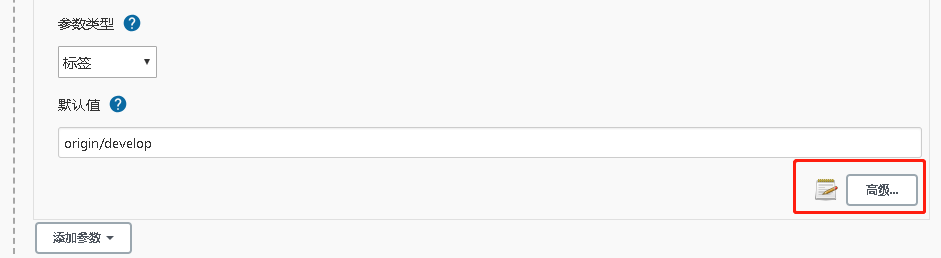 参数类型 ?
标签
默认值 ?
origin/develop
高级...
添加参数